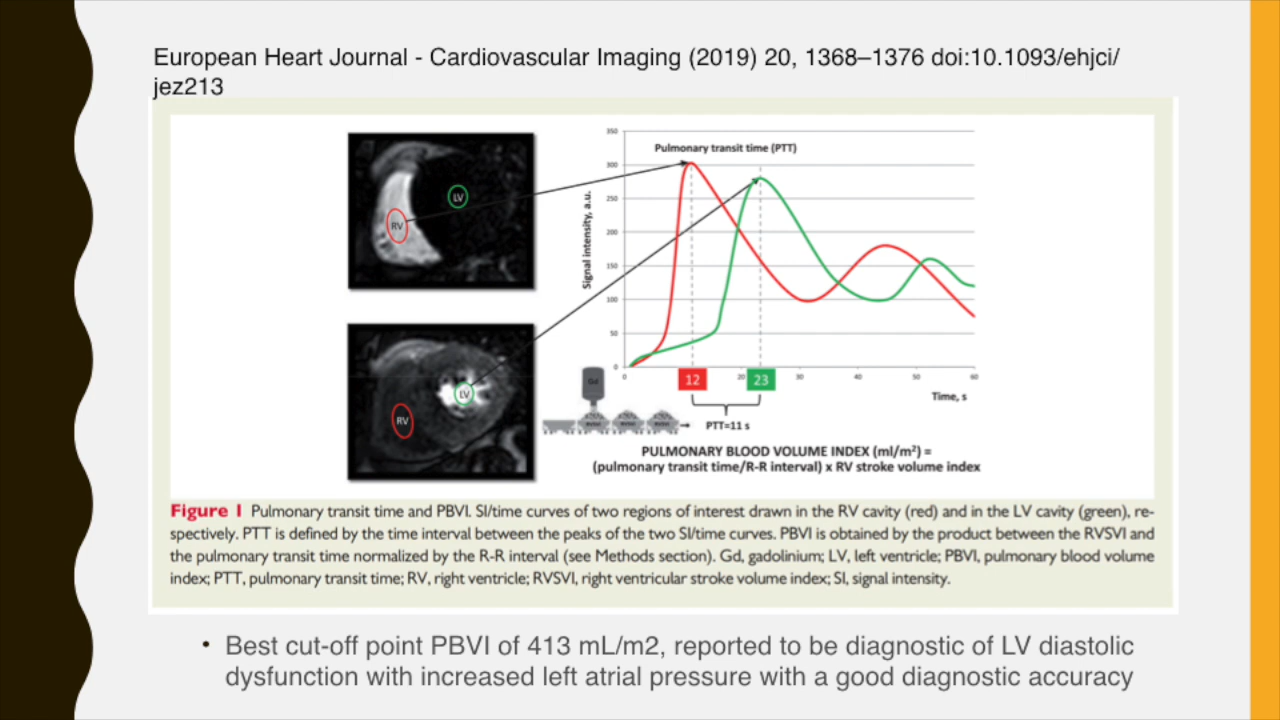 European Heart Journal - Cardiovascular Imaging (2019) 20, 1368–1376 doi:10.1093/ehjci/
jez213
RV
LV
RV
LV
Pulmonary transit time (PTT)
Signal intensity, a.u.
350
300
250
200
150
100
50
0
0
12
20
23
30
40
50
60
Time, s
Gd
RVSVI
RVSVI
RVSVI
PTT=11 s
PULMONARY BLOOD VOLUME INDEX (ml/m²) =
(pulmonary transit time/R-R interval) x RV stroke volume index
Figure 1 Pulmonary transit time and PBVI. SI/time curves of two regions of interest drawn in the RV cavity (red) and in the LV cavity (green), re-
spectively. PTT is defined by the time interval between the peaks of the two SI/time curves. PBVI is obtained by the product between the RVSVI and
the pulmonary transit time normalized by the R-R interval (see Methods section). Gd, gadolinium; LV, left ventricle; PBVI, pulmonary blood volume
index; PTT, pulmonary transit time; RV, right ventricle; RVSVI, right ventricular stroke volume index; SI, signal intensity.
• Best cut-off point PBVI of 413 mL/m2, reported to be diagnostic of LV diastolic
dysfunction with increased left atrial pressure with a good diagnostic accuracy